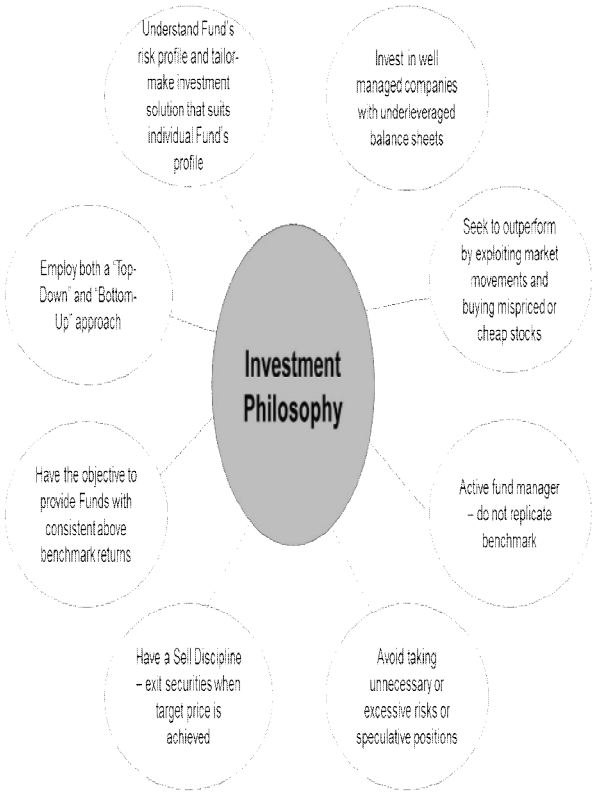 Understand Fund's
risk profile and tailor-
make investment
solution that suits
individual Fund's
profile
Invest in well
managed companies
with underleveraged
balance sheets
Seek to outperform
by exploiting market
movements and
buying mispriced or
cheap stocks
Active fund manager
– do not replicate
benchmark
Avoid taking
unnecessary or
excessive risks or
speculative positions
Have a Sell Discipline
– exit securities when
target price is
achieved
Have the objective to
provide Funds with
consistent above
benchmark returns
Employ both a "Top-
Down" and "Bottom-
Up" approach
Investment
Philosophy